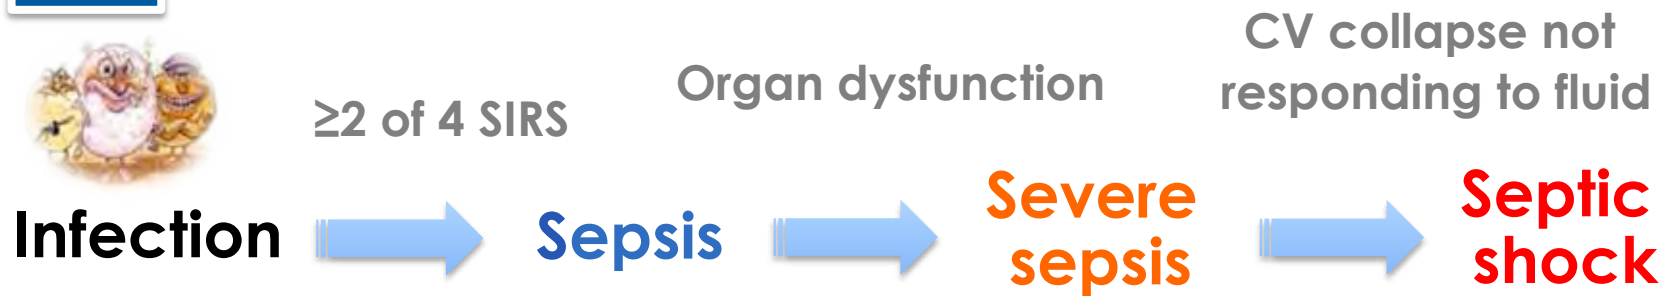 CV collapse not
responding to fluid
Organ dysfunction
≥2 of 4 SIRS
Infection
Sepsis
Severe
sepsis
Septic
shock